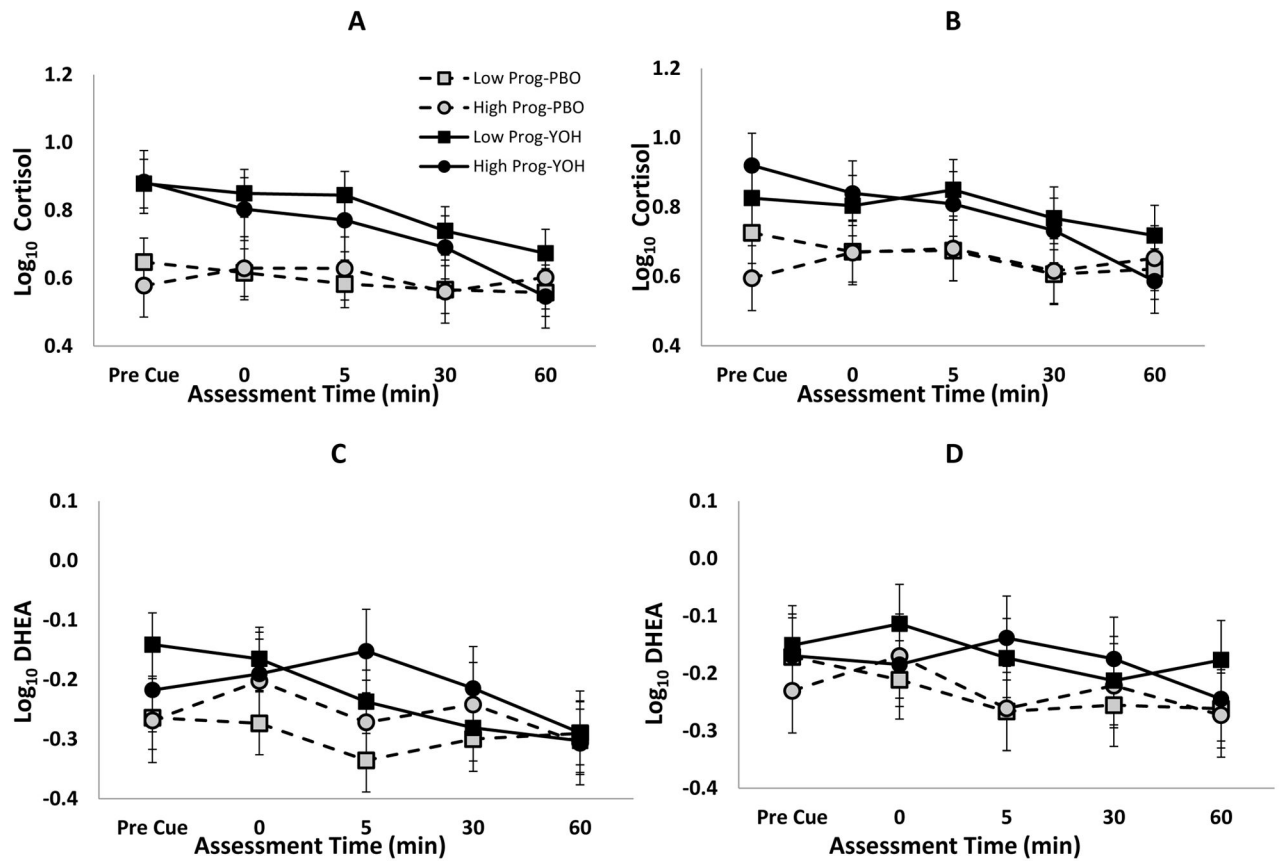 A
Log₁₀ Cortisol
1.2
1.0
0.8
0.6
0.4
Low Prog-PBO
High Prog-PBO
Low Prog-YOH
High Prog-YOH
Pre Cue 0 5 30 60
Assessment Time (min)
B
Log₁₀ Cortisol
1.2
1.0
0.8
0.6
0.4
Pre Cue 0 5 30 60
Assessment Time (min)
C
Log₁₀ DHEA
0.1
0.0
-0.1
-0.2
-0.3
-0.4
Pre Cue 0 5 30 60
Assessment Time (min)
D
Log₁₀ DHEA
0.1
0.0
-0.1
-0.2
-0.3
-0.4
Pre Cue 0 5 30 60
Assessment Time (min)